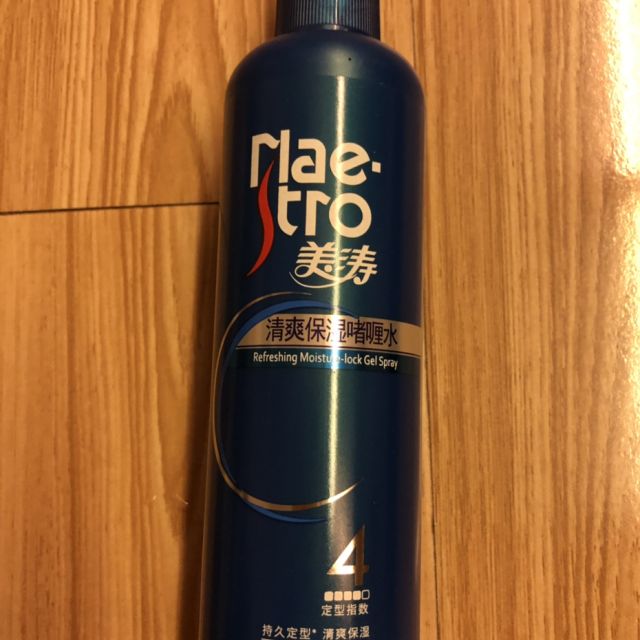 Mae·
stro
美涛
清爽保湿啫喱水
Refreshing Moisture-lock Gel Spray
4
定型指数
持久定型* 清爽保湿